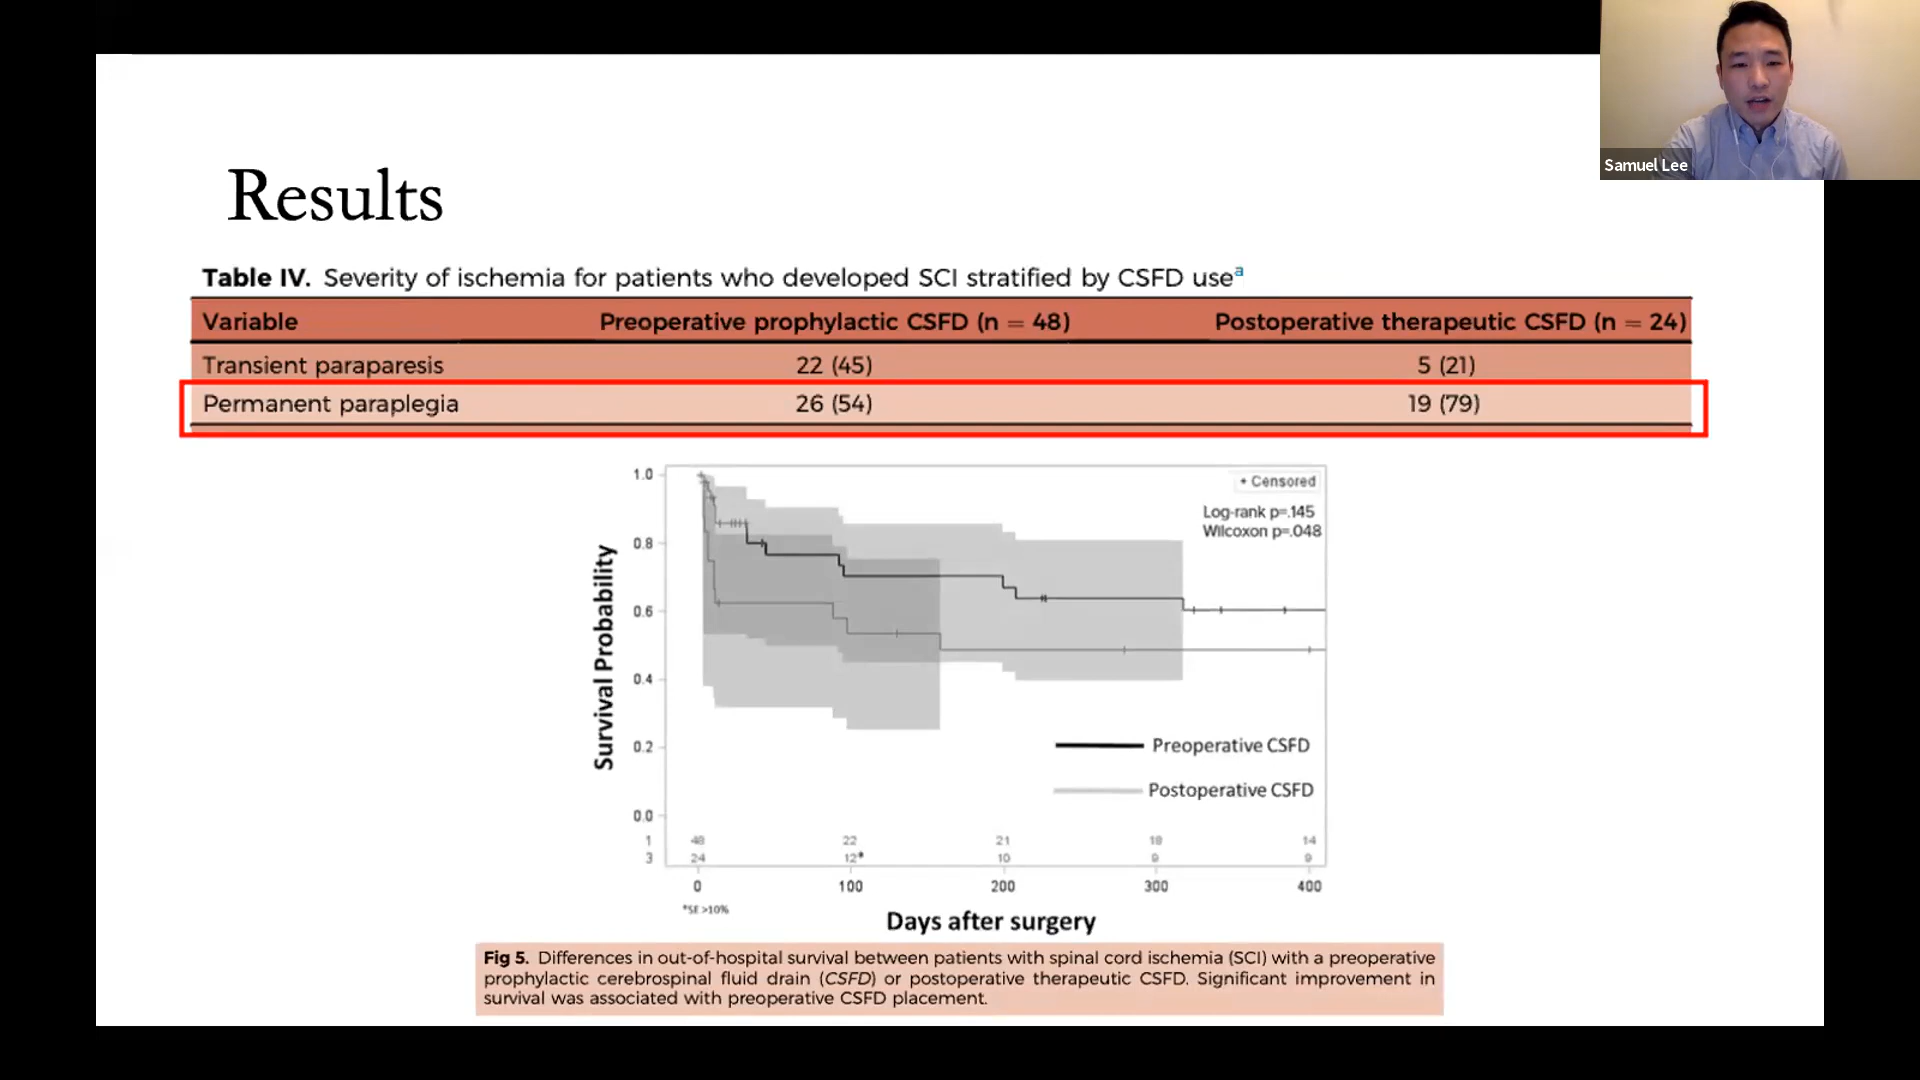 Samuel Lee
Results
Table IV. Severity of ischemia for patients who developed SCI stratified by CSFD use^a
Variable Preoperative prophylactic CSFD (n = 48) Postoperative therapeutic CSFD (n = 24)
Transient paraparesis 22 (45) 5 (21)
Permanent paraplegia 26 (54) 19 (79)
+ Censored
Log-rank p=.145
Wilcoxon p=.048
Survival Probability
1.0
0.8
0.6
0.4
0.2
0.0
Preoperative CSFD
Postoperative CSFD
1 48 22 21 19 14
3 24 12* 10 9 9
0 100 200 300 400
*SE >10%
Days after surgery
Fig 5. Differences in out-of-hospital survival between patients with spinal cord ischemia (SCI) with a preoperative
prophylactic cerebrospinal fluid drain (CSFD) or postoperative therapeutic CSFD. Significant improvement in
survival was associated with preoperative CSFD placement.